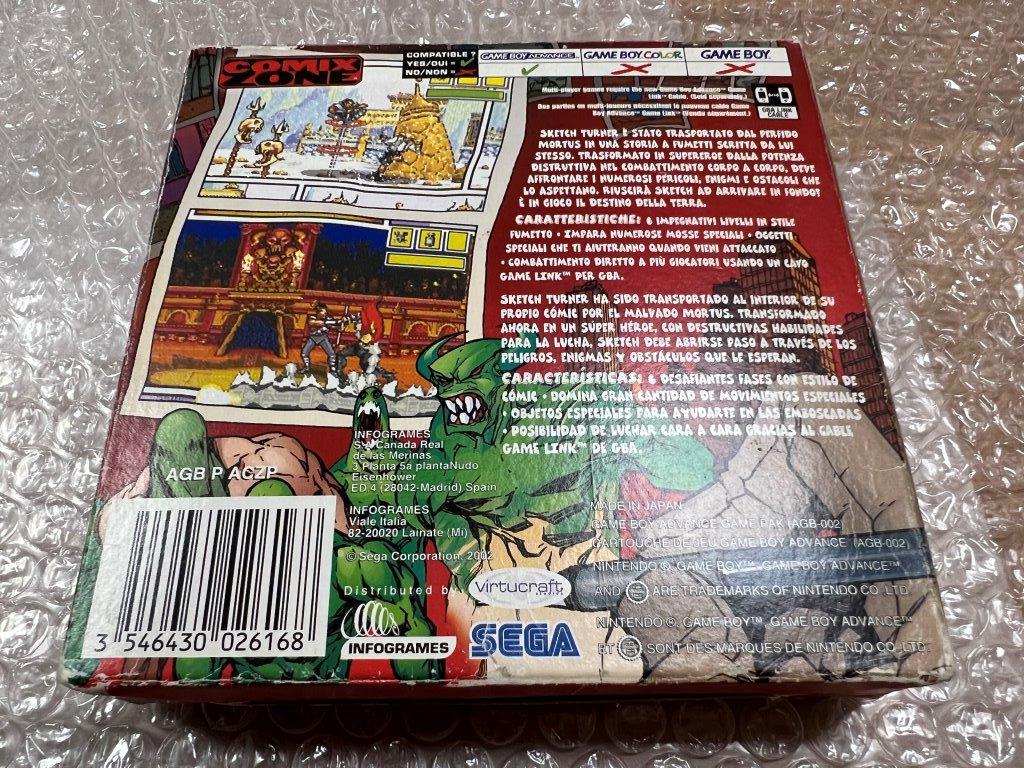 COMIX
ZONE
COMPATIBLE ?
YES/OUI =
NO/NON =
GAME BOY ADVANCE
GAME BOY COLOR
GAME BOY
Multi-player games require the new Game Boy Advance™ Game
Link™ Cable. (Sold separately.)
Des parties en multi-joueurs nécessitent le nouveau cable Game
Boy Advance™ Game Link™ (Vendu séparément.)
GBA LINK
CABLE
SKETCH TURNER È STATO TRASPORTATO DAL PERFIDO
MORTUS IN UNA STORIA A FUMETTI SCRITTA DA LUI
STESSO. TRASFORMATO IN SUPEREROE DALLA POTENZA
DISTRUTTIVA NEL COMBATTIMENTO CORPO A CORPO, DEVE
AFFRONTARE I NUMEROSI PERICOLI, ENIGMI E OSTACOLI CHE
LO ASPETTANO. RIUSCIRÀ SKETCH AD ARRIVARE IN FONDO?
È IN GIOCO IL DESTINO DELLA TERRA.
CARATTERISTICHE: 6 IMPEGNATIVI LIVELLI IN STILE
FUMETTO • IMPARA NUMEROSE MOSSE SPECIALI • OGGETTI
SPECIALI CHE TI AIUTERANNO QUANDO VIENI ATTACCATO
• COMBATTIMENTO DIRETTO A PIÙ GIOCATORI USANDO UN CAVO
GAME LINK™ PER GBA.
SKETCH TURNER HA SIDO TRANSPORTADO AL INTERIOR DE SU
PROPIO CÓMIC POR EL MALVADO MORTUS. TRANSFORMADO
AHORA EN UN SÚPER HÉROE, CON DESTRUCTIVAS HABILIDADES
PARA LA LUCHA, SKETCH DEBE ABRIRSE PASO A TRAVÉS DE LOS
PELIGROS, ENIGMAS Y OBSTÁCULOS QUE LE ESPERAN.
CARACTERÍSTICAS: 6 DESAFIANTES FASES CON ESTILO DE
CÓMIC • DOMINA GRAN CANTIDAD DE MOVIMIENTOS ESPECIALES
• OBJETOS ESPECIALES PARA AYUDARTE EN LAS EMBOSCADAS
• POSIBILIDAD DE LUCHAR CARA A CARA GRACIAS AL CABLE
GAME LINK™ DE GBA.
AGB P ACZP
INFOGRAMES
S.A. Canada Real
de las Merinas
3 Planta 5a plantaNudo
Eisenhower
ED.4 (28042-Madrid) Spain
INFOGRAMES
Viale Italia
82-20020 Lainate (Mi)
© Sega Corporation, 2002
Distributed by
virtucraft
INFOGRAMES
SEGA
3 546430 026168
MADE IN JAPAN
GAME BOY ADVANCE GAME PAK (AGB-002)
CARTOUCHE DE JEU GAME BOY ADVANCE (AGB-002)
NINTENDO ®, GAME BOY™, GAME BOY ADVANCE™
AND ARE TRADEMARKS OF NINTENDO CO., LTD.
NINTENDO ®, GAME BOY™, GAME BOY ADVANCE™
ET SONT DES MARQUES DE NINTENDO CO., LTD.